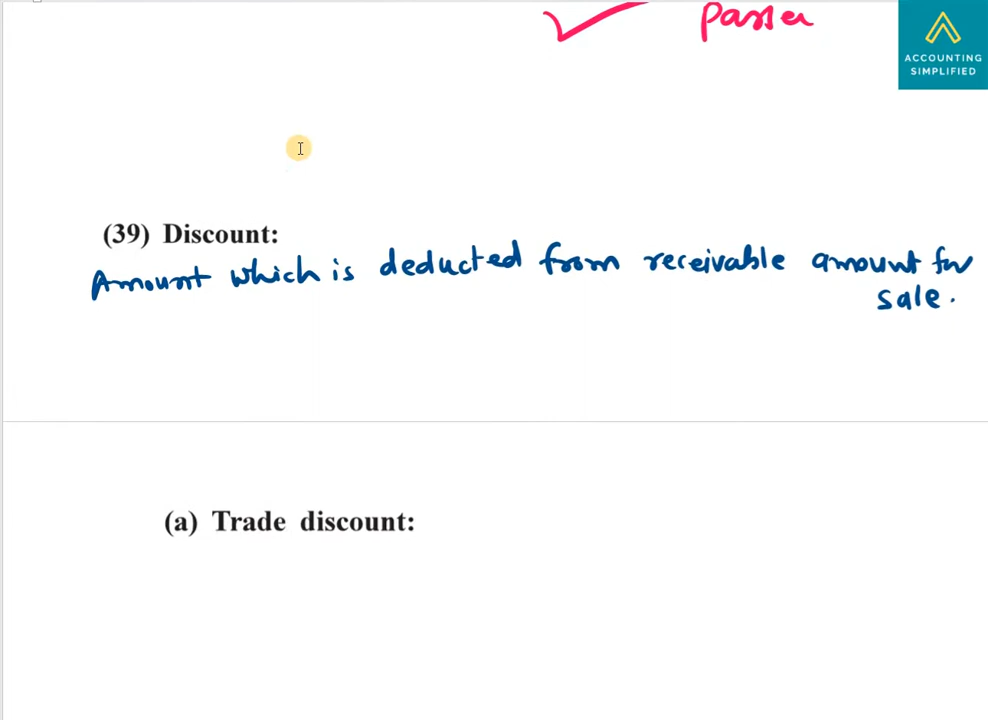 passed
ACCOUNTING
SIMPLIFIED
(39) Discount:
Amount which is deducted from receivable amount for
sale.
(a) Trade discount: